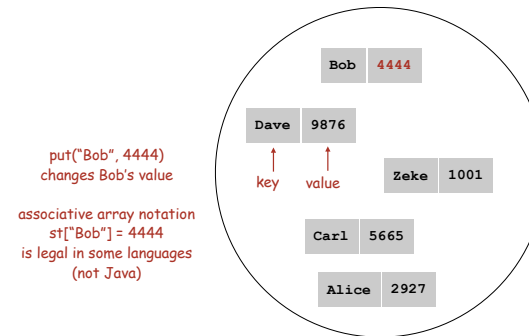 Bob 4444
Dave 9876
key value
Zeke 1001
Carl 5665
Alice 2927
put(“Bob”, 4444)
changes Bob’s value
associative array notation
st[“Bob”] = 4444
is legal in some languages
(not Java)